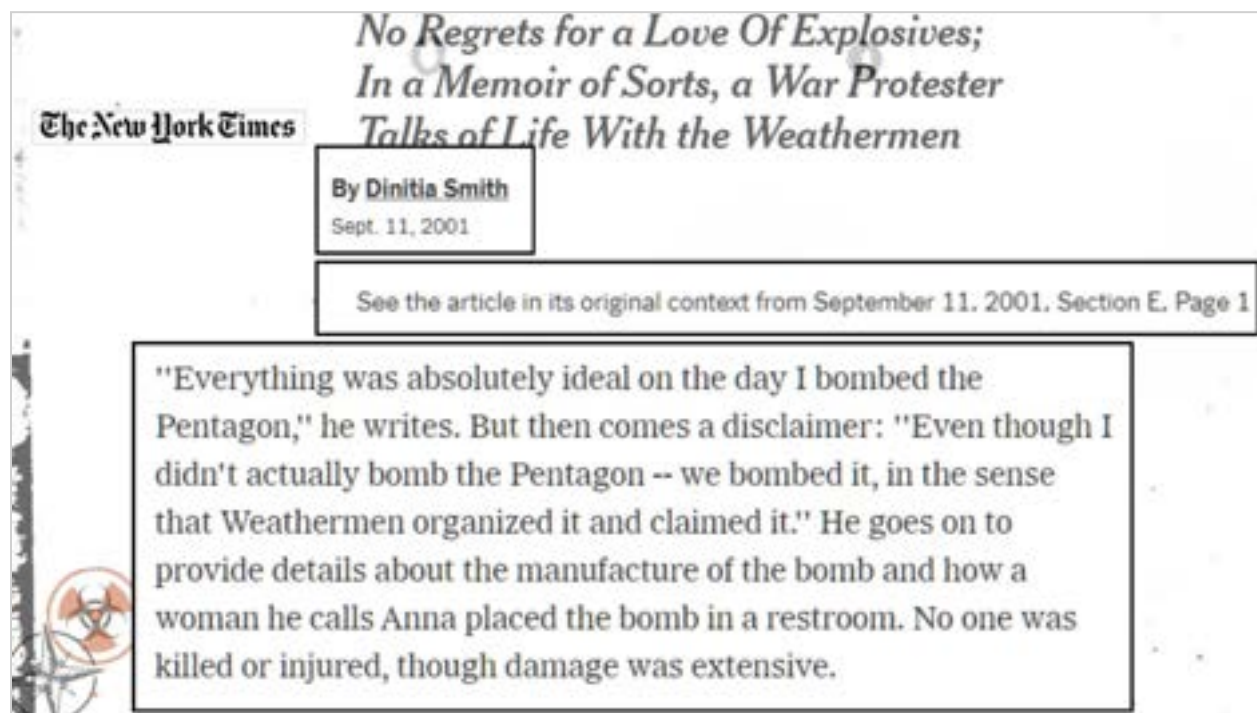 No Regrets for a Love Of Explosives;
In a Memoir of Sorts, a War Protester
Talks of Life With the Weathermen
The New York Times
By Dinitia Smith
Sept. 11, 2001
See the article in its original context from September 11, 2001, Section E, Page 1
"Everything was absolutely ideal on the day I bombed the
Pentagon," he writes. But then comes a disclaimer: "Even though I
didn't actually bomb the Pentagon -- we bombed it, in the sense
that Weathermen organized it and claimed it." He goes on to
provide details about the manufacture of the bomb and how a
woman he calls Anna placed the bomb in a restroom. No one was
killed or injured, though damage was extensive.